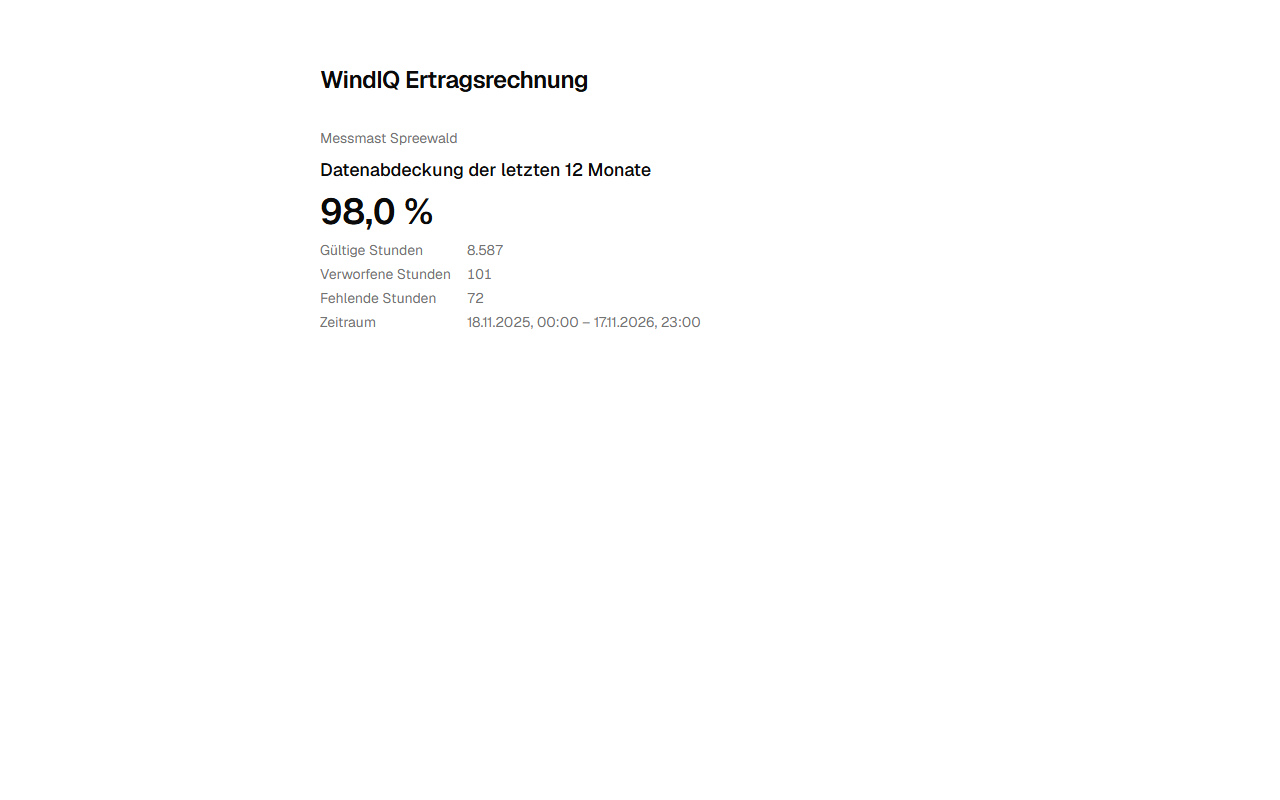 WindIQ Ertragsrechnung
Messmast Spreewald
Datenabdeckung der letzten 12 Monate
98,0 %
Gültige Stunden 8.587
Verworfene Stunden 101
Fehlende Stunden 72
Zeitraum 18.11.2025, 00:00 – 17.11.2026, 23:00